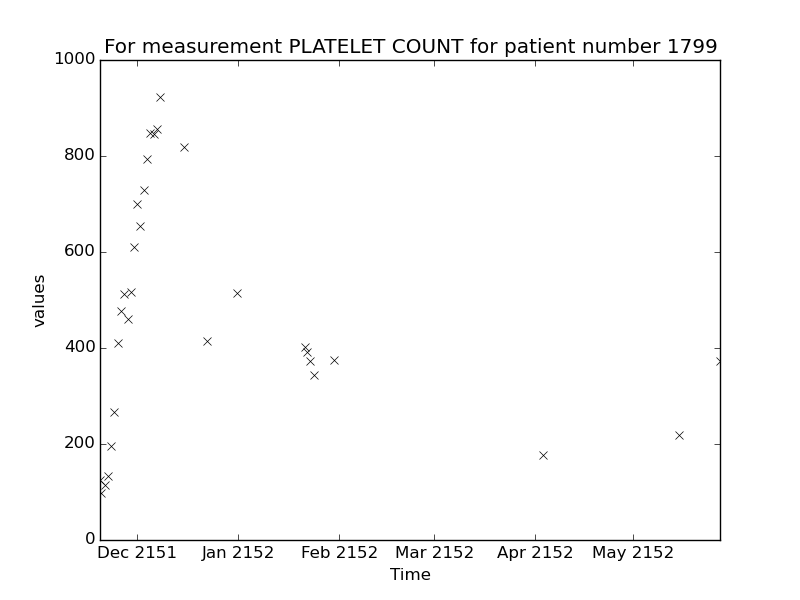 For measurement PLATELET COUNT for patient number 1799
1000
800
600
400
200
0
values
Dec 2151 Jan 2152 Feb 2152 Mar 2152 Apr 2152 May 2152
Time